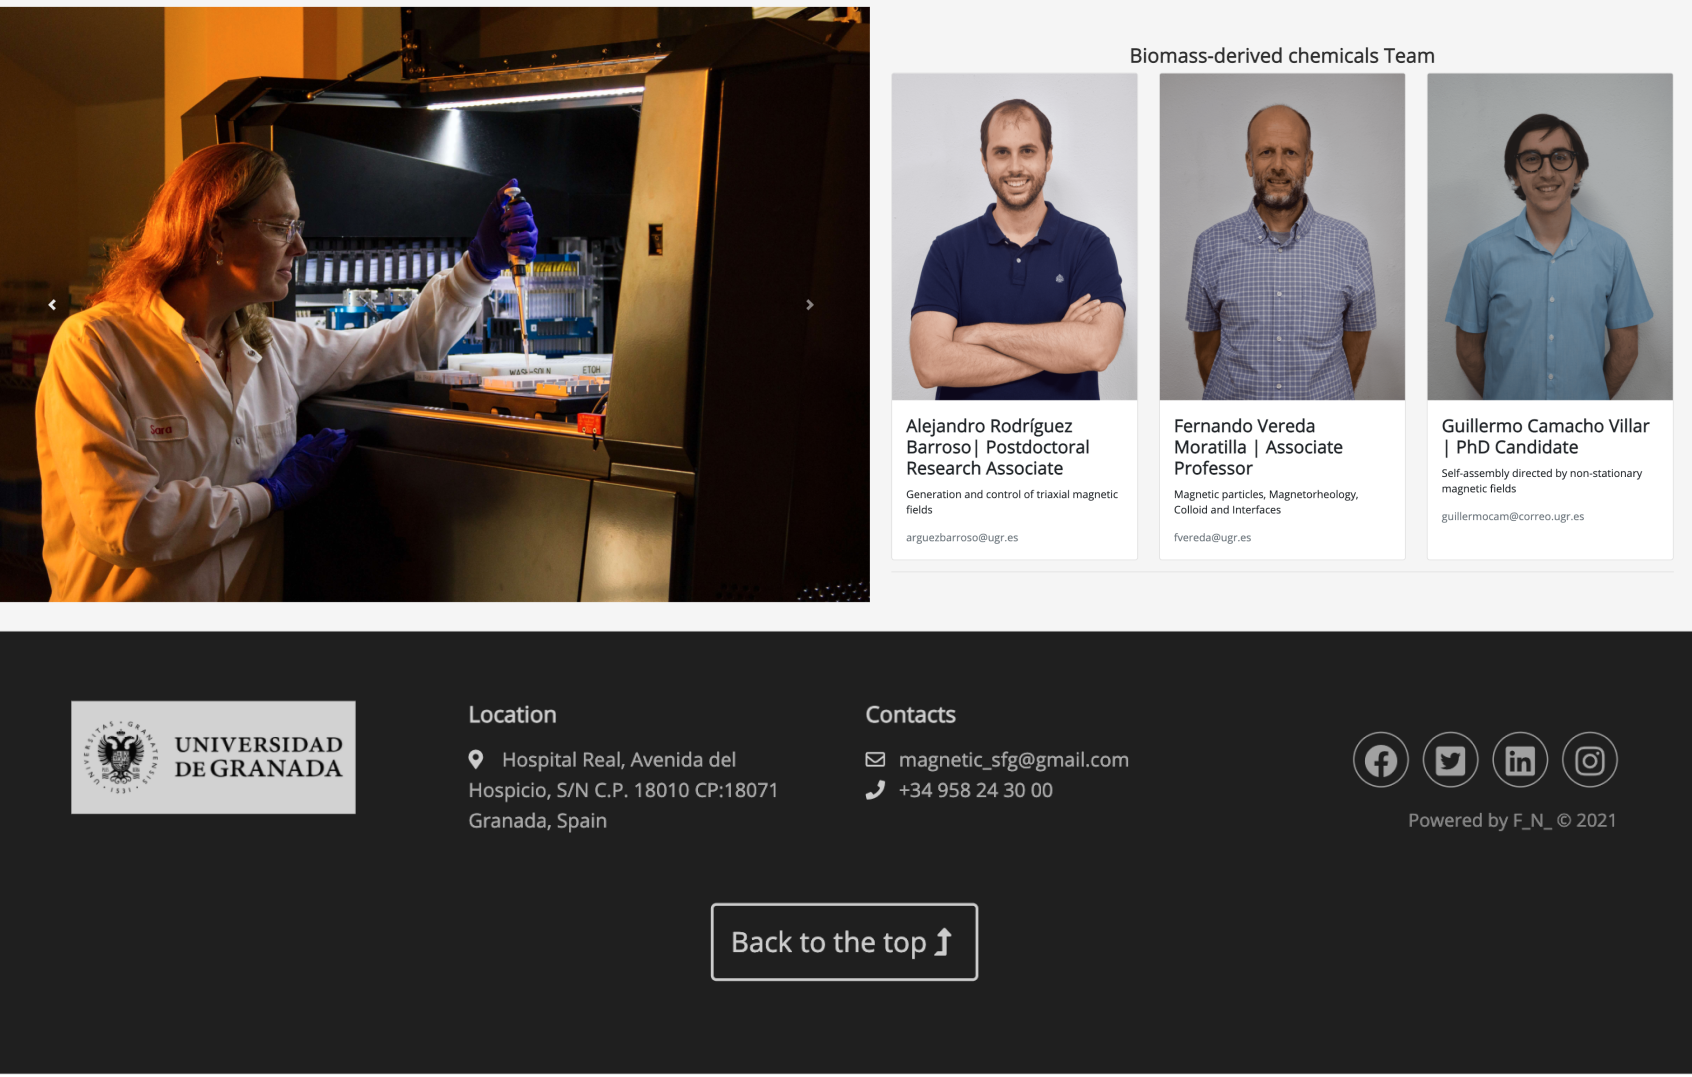 Sara
WASH-SOLN
ETOH
Biomass-derived chemicals Team
Alejandro Rodríguez
Barroso| Postdoctoral
Research Associate
Generation and control of triaxial magnetic
fields
arguezbarroso@ugr.es
Fernando Vereda
Moratilla | Associate
Professor
Magnetic particles, Magnetorheology,
Colloid and Interfaces
fvereda@ugr.es
Guillermo Camacho Villar
| PhD Candidate
Self-assembly directed by non-stationary
magnetic fields
guillermocam@correo.ugr.es
UNIVERSITAS · GRANATENSIS · 1531 ·
UNIVERSIDAD
DE GRANADA
Location
Hospital Real, Avenida del
Hospicio, S/N C.P. 18010 CP:18071
Granada, Spain
Contacts
magnetic_sfg@gmail.com
+34 958 24 30 00
Powered by F_N_ © 2021
Back to the top